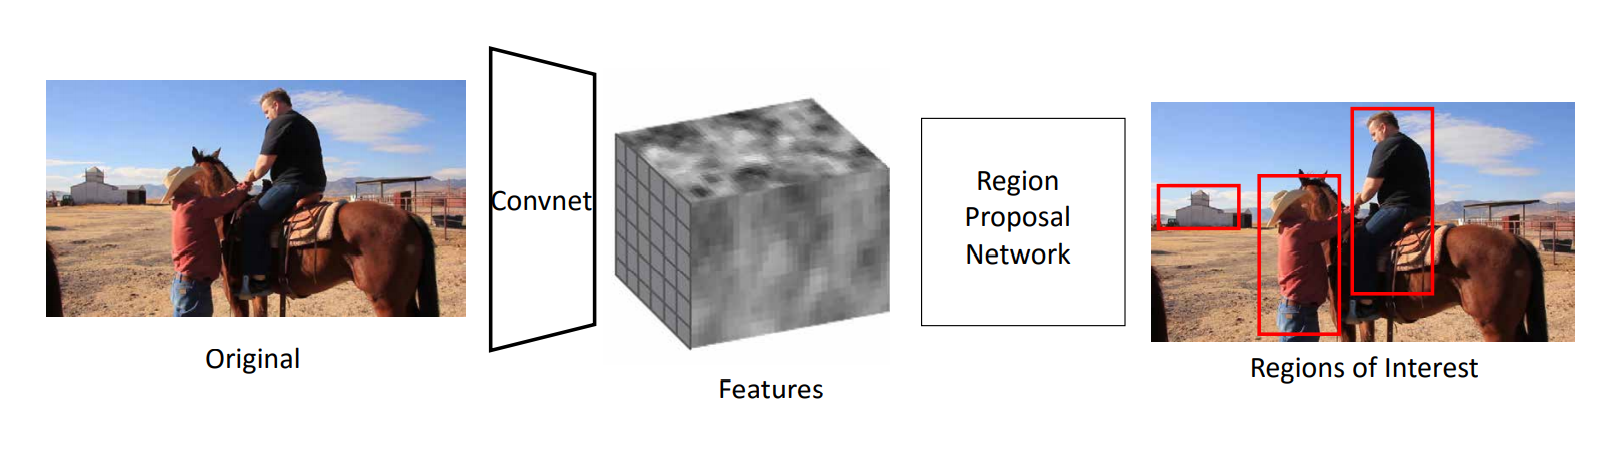 Original
Convnet
Features
Region
Proposal
Network
Regions of Interest